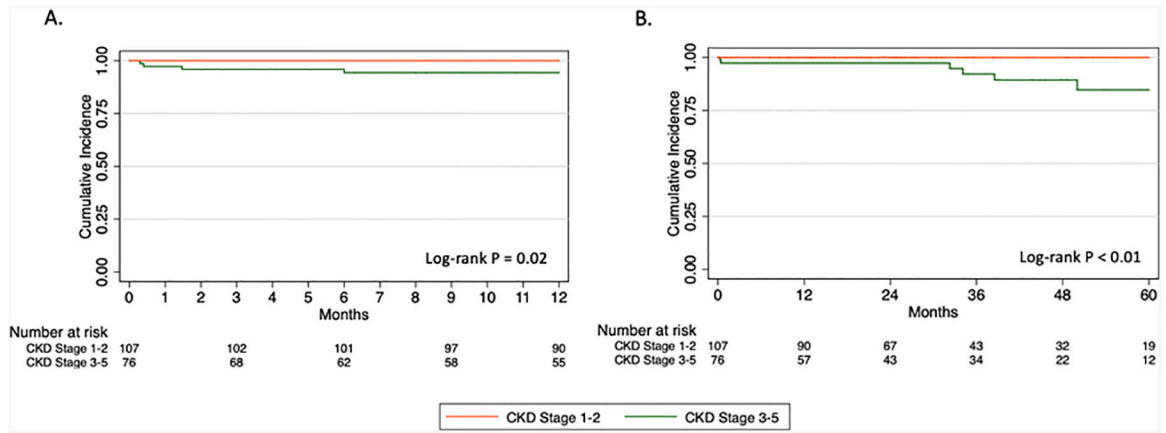 A.
Cumulative Incidence
1.00
0.75
0.50
0.25
0.00
Log-rank P = 0.02
0 1 2 3 4 5 6 7 8 9 10 11 12
Months
Number at risk
CKD Stage 1-2 107 102 101 97 90
CKD Stage 3-5 76 68 62 58 55
B.
Cumulative Incidence
1.00
0.75
0.50
0.25
0.00
Log-rank P < 0.01
0 12 24 36 48 60
Months
Number at risk
CKD Stage 1-2 107 90 67 43 32 19
CKD Stage 3-5 76 57 43 34 22 12
CKD Stage 1-2 CKD Stage 3-5